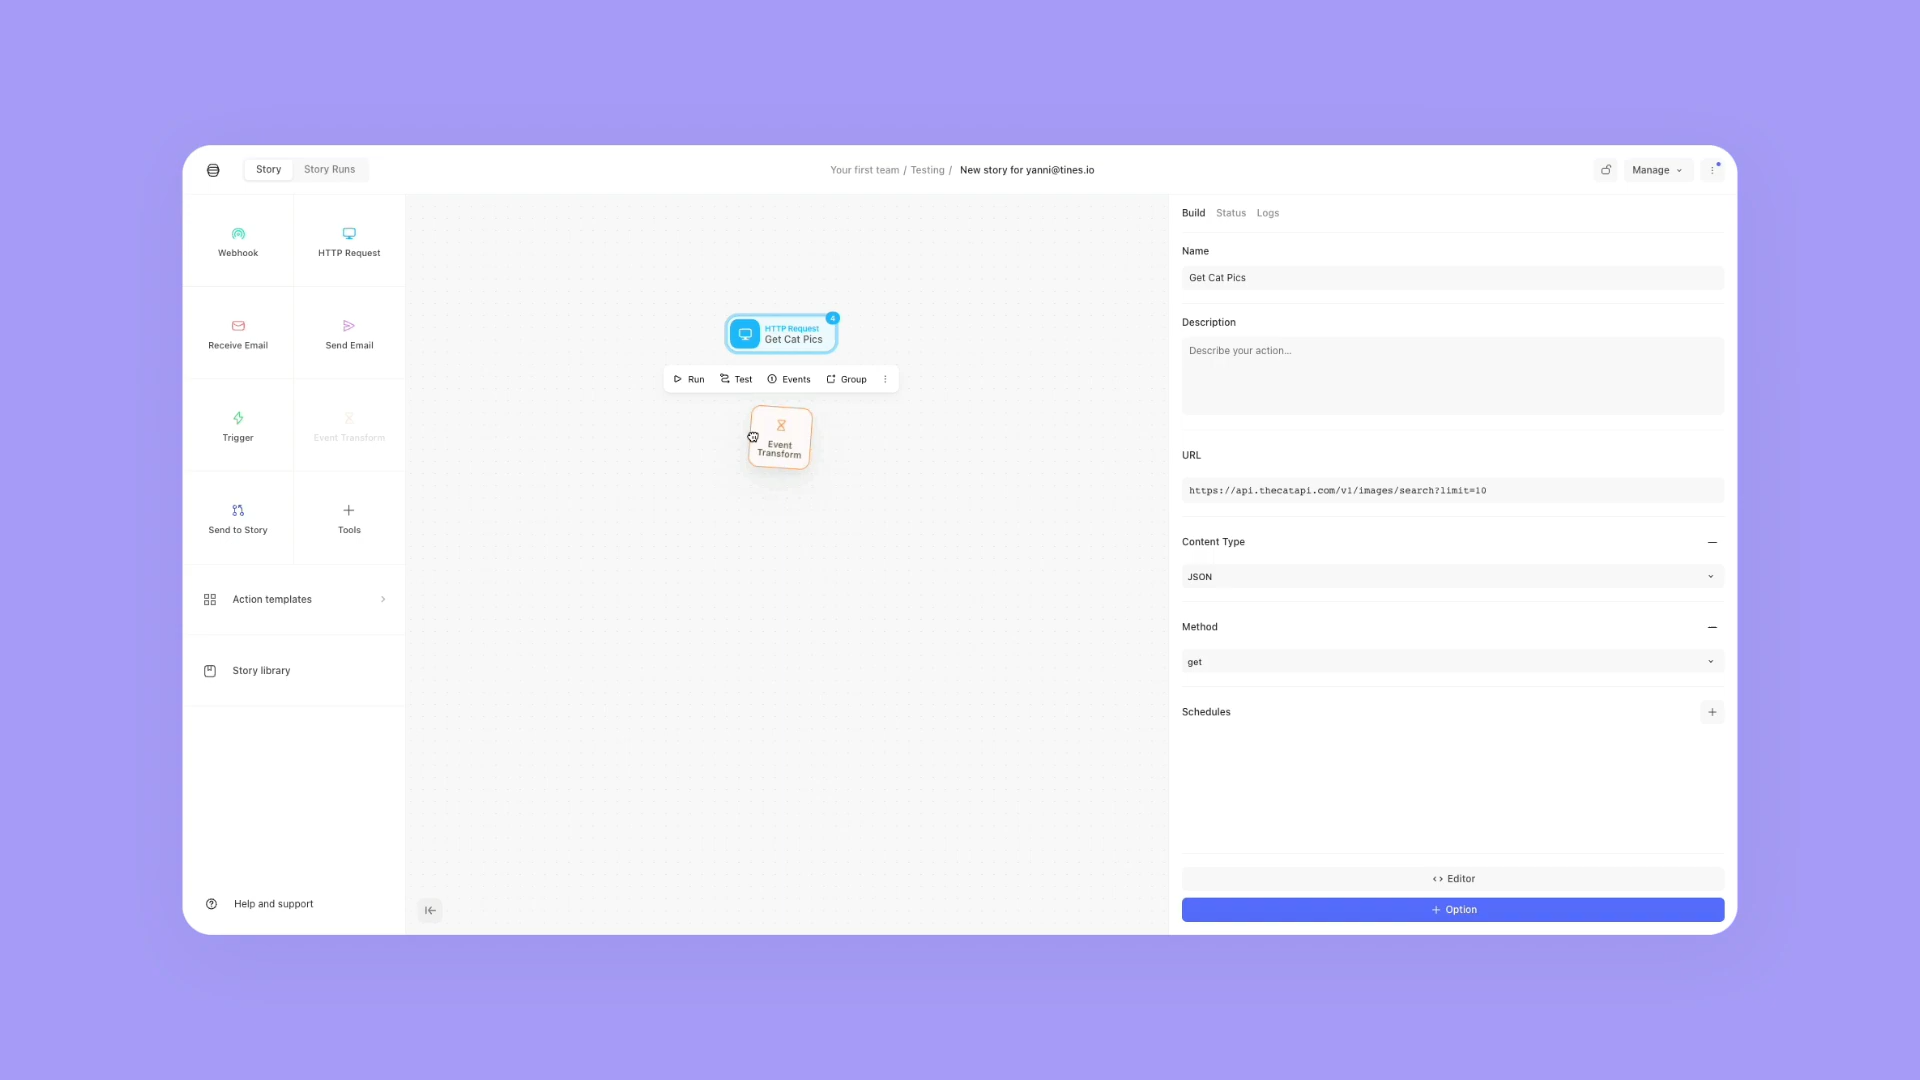 Story
Story Runs
Your first team / Testing / New story for yanni@tines.io
Manage
Webhook
HTTP Request
Receive Email
Send Email
Trigger
Event Transform
Send to Story
Tools
Action templates
Story library
Help and support
4
HTTP Request
Get Cat Pics
Run
Test
Events
Group
Event
Transform
Build
Status
Logs
Name
Get Cat Pics
Description
Describe your action...
URL
https://api.thecatapi.com/v1/images/search?limit=10
Content Type
JSON
Method
get
Schedules
Editor
Option